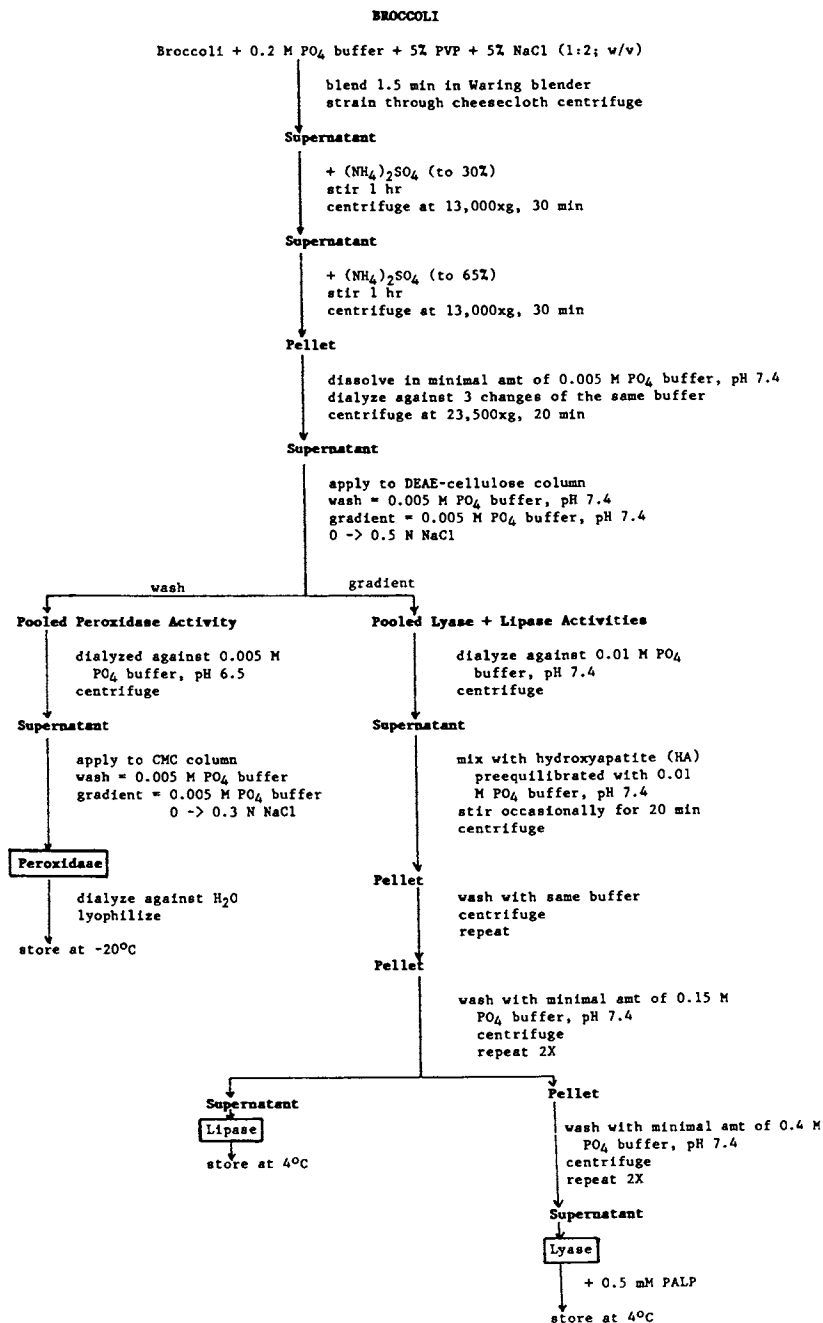 BROCCOLI
Broccoli + 0.2 M PO₄ buffer + 5% PVP + 5% NaCl (1:2; w/v)
blend 1.5 min in Waring blender
strain through cheesecloth centrifuge
Supernatant
+ (NH₄)₂SO₄ (to 30%)
stir 1 hr
centrifuge at 13,000xg, 30 min
Supernatant
+ (NH₄)₂SO₄ (to 65%)
stir 1 hr
centrifuge at 13,000xg, 30 min
Pellet
dissolve in minimal amt of 0.005 M PO₄ buffer, pH 7.4
dialyze against 3 changes of the same buffer
centrifuge at 23,500xg, 20 min
Supernatant
apply to DEAE-cellulose column
wash = 0.005 M PO₄ buffer, pH 7.4
gradient = 0.005 M PO₄ buffer, pH 7.4
0 -> 0.5 N NaCl
wash
gradient
Pooled Peroxidase Activity
dialyzed against 0.005 M
PO₄ buffer, pH 6.5
centrifuge
Supernatant
apply to CMC column
wash = 0.005 M PO₄ buffer
gradient = 0.005 M PO₄ buffer
0 -> 0.3 N NaCl
Peroxidase
dialyze against H₂O
lyophilize
store at -20°C
Pooled Lyase + Lipase Activities
dialyze against 0.01 M PO₄
buffer, pH 7.4
centrifuge
Supernatant
mix with hydroxyapatite (HA)
preequilibrated with 0.01
M PO₄ buffer, pH 7.4
stir occasionally for 20 min
centrifuge
Pellet
wash with same buffer
centrifuge
repeat
Pellet
wash with minimal amt of 0.15 M
PO₄ buffer, pH 7.4
centrifuge
repeat 2X
Supernatant
Lipase
store at 4°C
Pellet
wash with minimal amt of 0.4 M
PO₄ buffer, pH 7.4
centrifuge
repeat 2X
Supernatant
Lyase
+ 0.5 mM PALP
store at 4°C